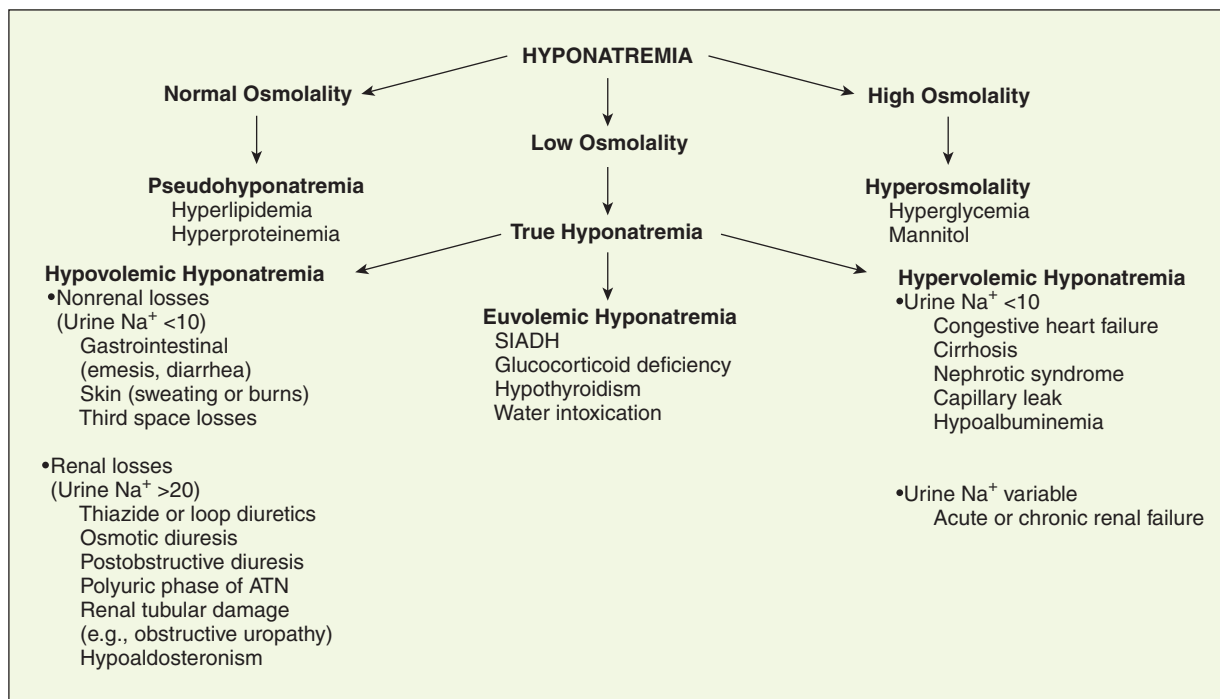 HYPONATREMIA
Normal Osmolality
High Osmolality
Low Osmolality
Pseudohyponatremia
Hyperlipidemia
Hyperproteinemia
Hyperosmolality
Hyperglycemia
Mannitol
True Hyponatremia
Hypovolemic Hyponatremia
•Nonrenal losses
(Urine Na⁺ <10)
Gastrointestinal
(emesis, diarrhea)
Skin (sweating or burns)
Third space losses
•Renal losses
(Urine Na⁺ >20)
Thiazide or loop diuretics
Osmotic diuresis
Postobstructive diuresis
Polyuric phase of ATN
Renal tubular damage
(e.g., obstructive uropathy)
Hypoaldosteronism
Euvolemic Hyponatremia
SIADH
Glucocorticoid deficiency
Hypothyroidism
Water intoxication
Hypervolemic Hyponatremia
•Urine Na⁺ <10
Congestive heart failure
Cirrhosis
Nephrotic syndrome
Capillary leak
Hypoalbuminemia
•Urine Na⁺ variable
Acute or chronic renal failure